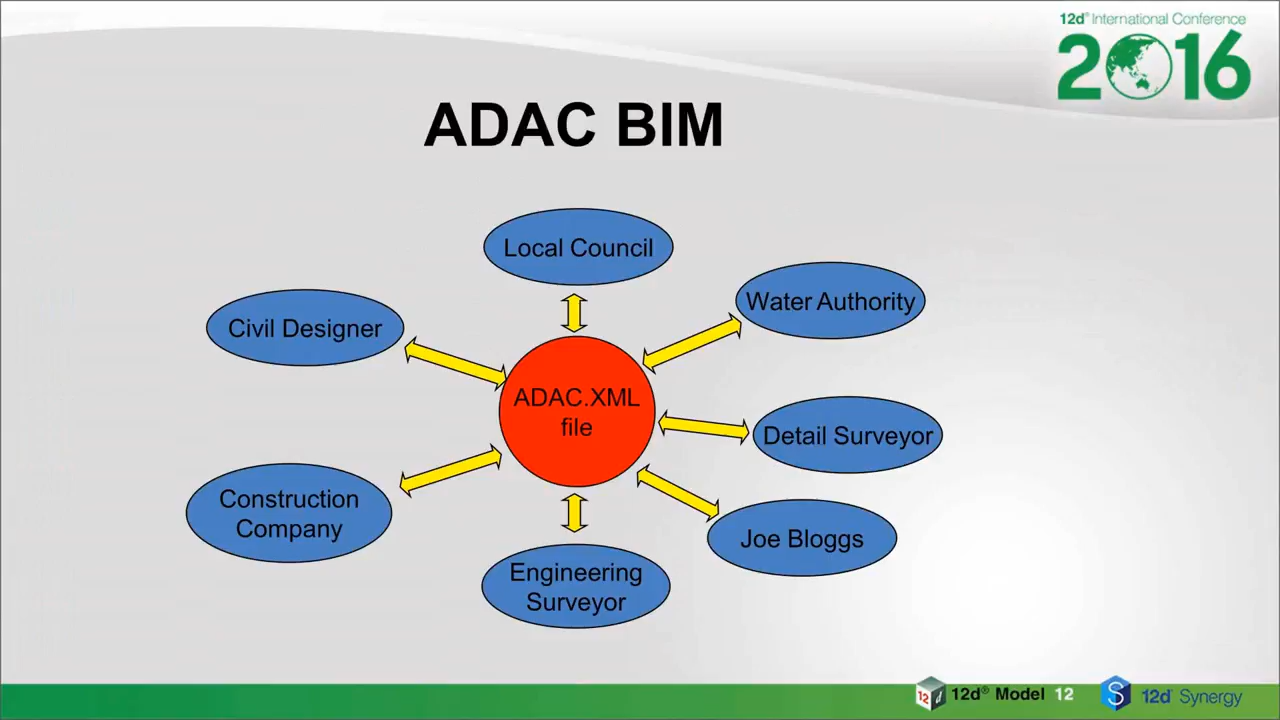 12d® International Conference
2016
ADAC BIM
Local Council
Water Authority
Civil Designer
ADAC.XML
file
Detail Surveyor
Construction
Company
Joe Bloggs
Engineering
Surveyor
12d® Model 12
12d Synergy